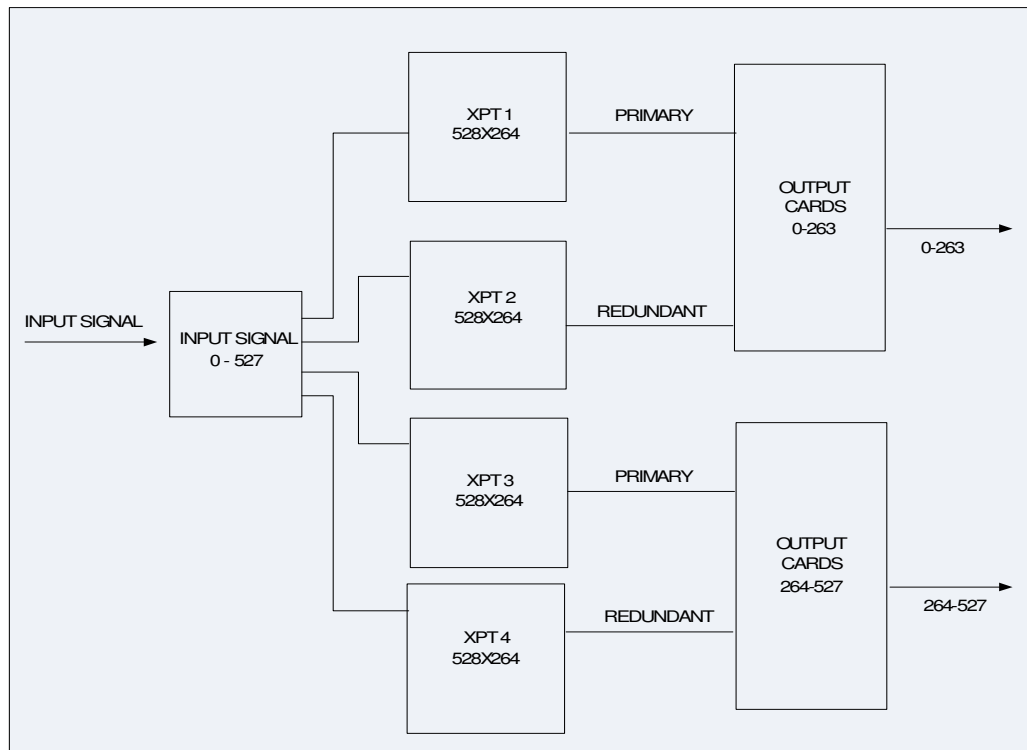 INPUT SIGNAL
INPUT SIGNAL
0 - 527
XPT 1
528X264
PRIMARY
XPT 2
528X264
REDUNDANT
OUTPUT
CARDS
0-263
0-263
XPT 3
528X264
PRIMARY
XPT 4
528X264
REDUNDANT
OUTPUT
CARDS
264-527
264-527